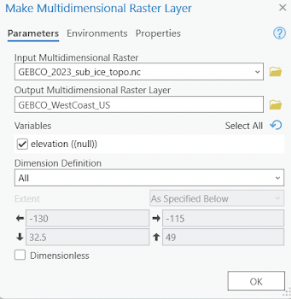 Make Multidimensional Raster Layer
Parameters Environments Properties
Input Multidimensional Raster
GEBCO_2023_sub_ice_topo.nc
Output Multidimensional Raster Layer
GEBCO_WestCoast_US
Variables Select All
elevation ((null))
Dimension Definition
All
Extent As Specified Below
-130 -115
32.5 49
Dimensionless
OK